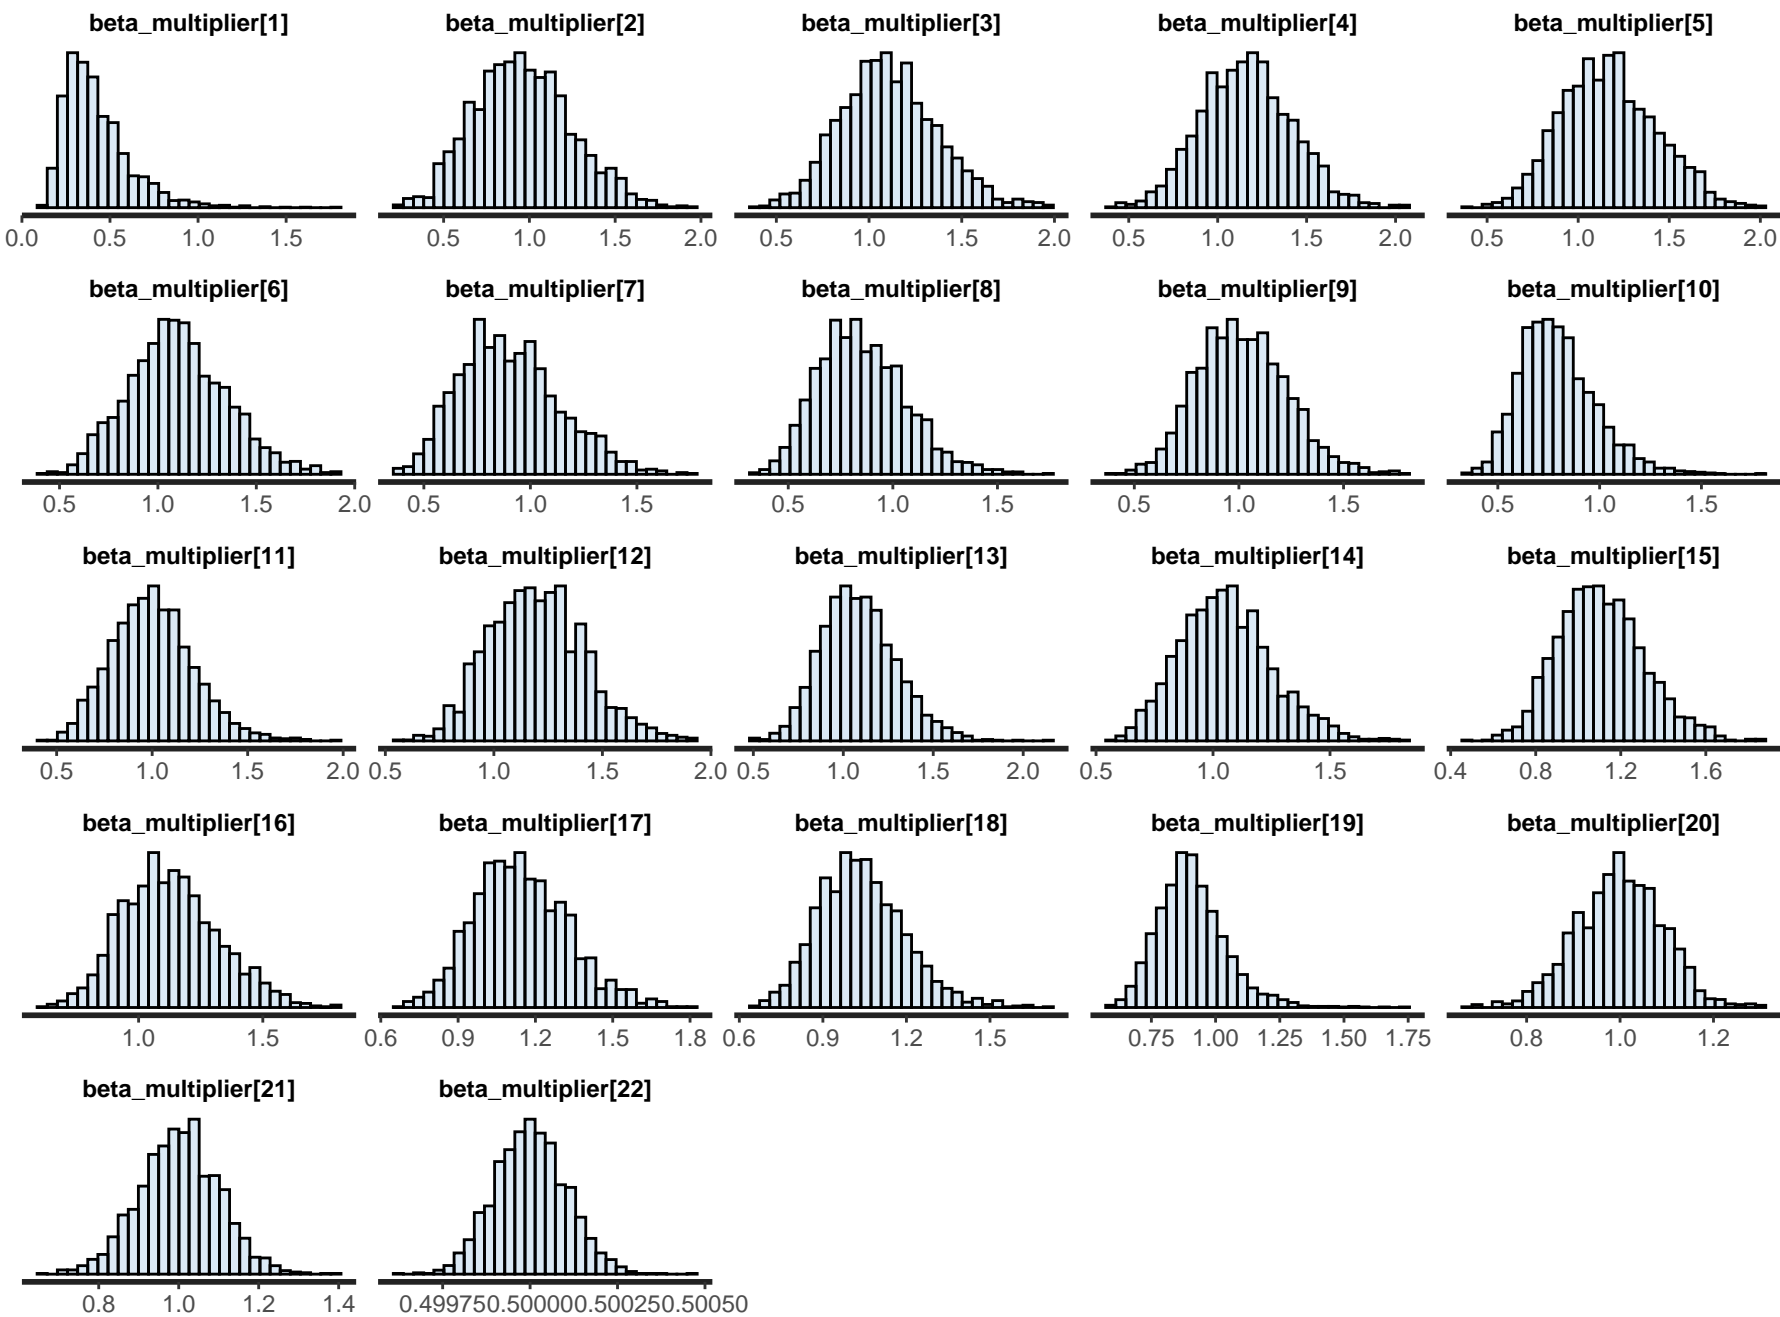 beta_multiplier[1] beta_multiplier[2] beta_multiplier[3] beta_multiplier[4] beta_multiplier[5]
0.0 0.5 1.0 1.5 0.5 1.0 1.5 2.0 0.5 1.0 1.5 2.0 0.5 1.0 1.5 2.0 0.5 1.0 1.5 2.0
beta_multiplier[6] beta_multiplier[7] beta_multiplier[8] beta_multiplier[9] beta_multiplier[10]
0.5 1.0 1.5 2.0 0.5 1.0 1.5 0.5 1.0 1.5 0.5 1.0 1.5 0.5 1.0 1.5
beta_multiplier[11] beta_multiplier[12] beta_multiplier[13] beta_multiplier[14] beta_multiplier[15]
0.5 1.0 1.5 2.0 0.5 1.0 1.5 2.0 0.5 1.0 1.5 2.0 0.5 1.0 1.5 0.4 0.8 1.2 1.6
beta_multiplier[16] beta_multiplier[17] beta_multiplier[18] beta_multiplier[19] beta_multiplier[20]
1.0 1.5 0.6 0.9 1.2 1.5 1.8 0.6 0.9 1.2 1.5 0.75 1.00 1.25 1.50 1.75 0.8 1.0 1.2
beta_multiplier[21] beta_multiplier[22]
0.8 1.0 1.2 1.4 0.49975 0.50000 0.50025 0.50050